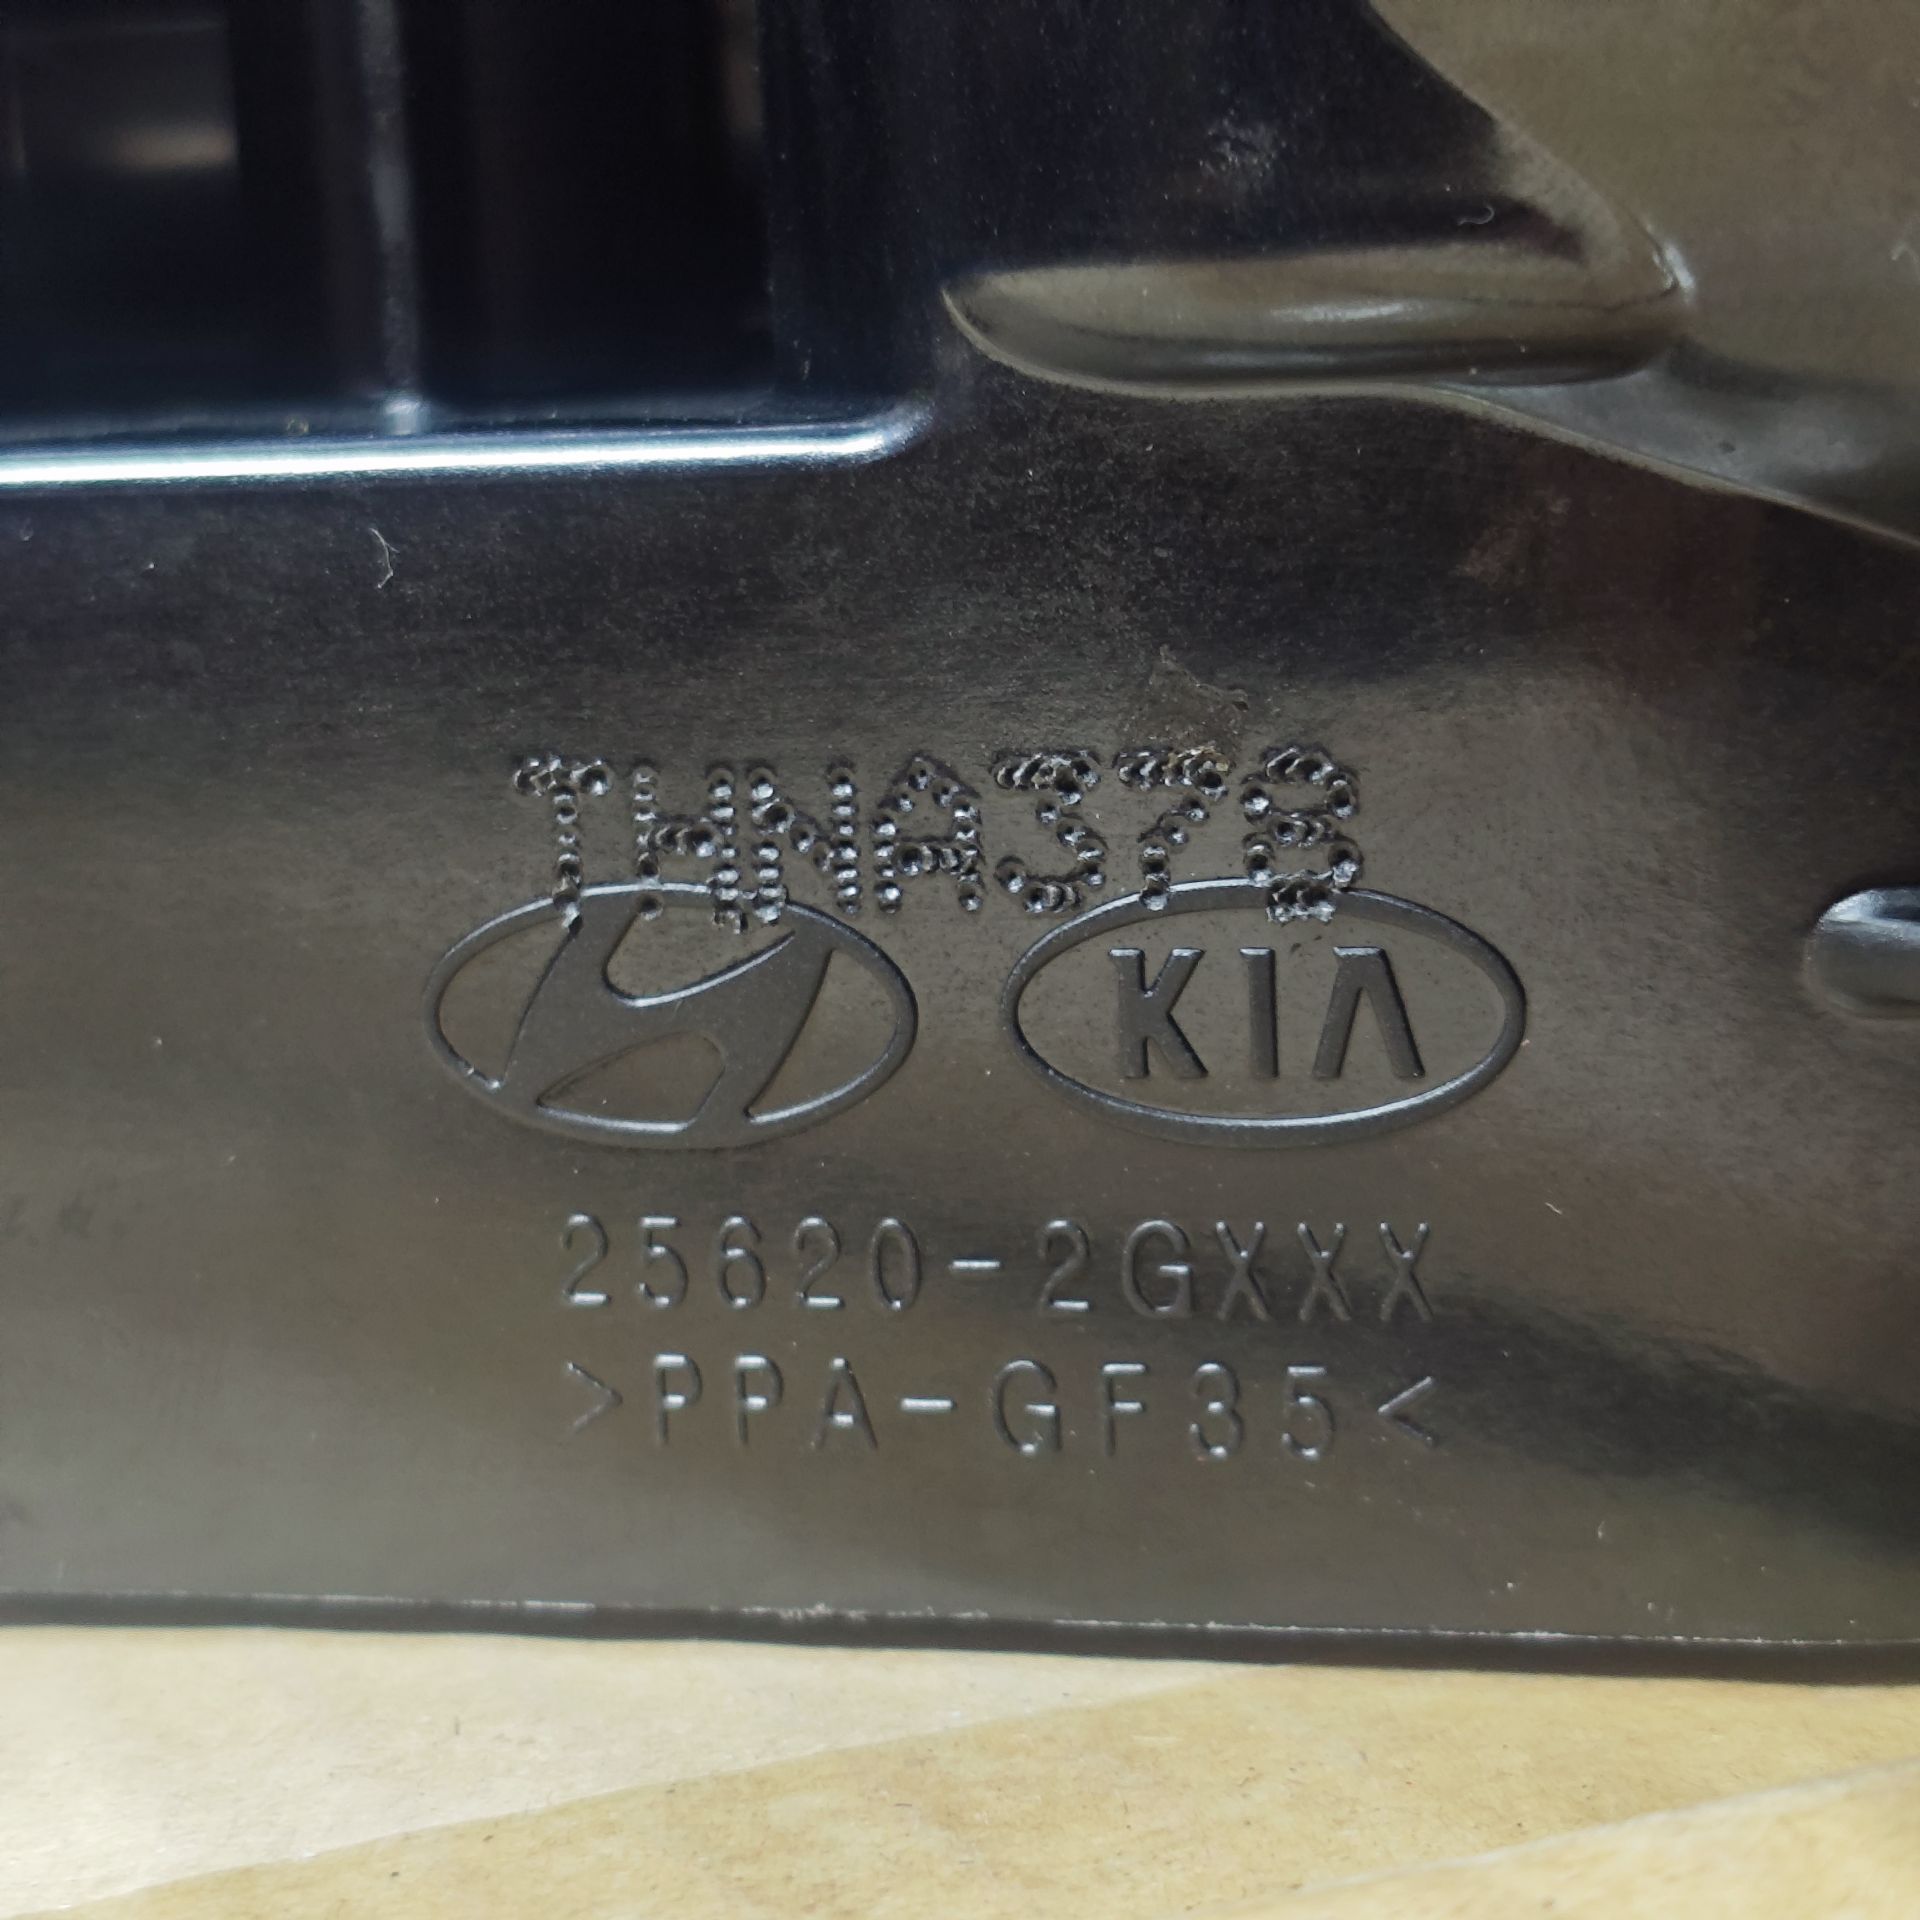 THNA378
KIA
25620-2GXXX
>PPA-GF35<